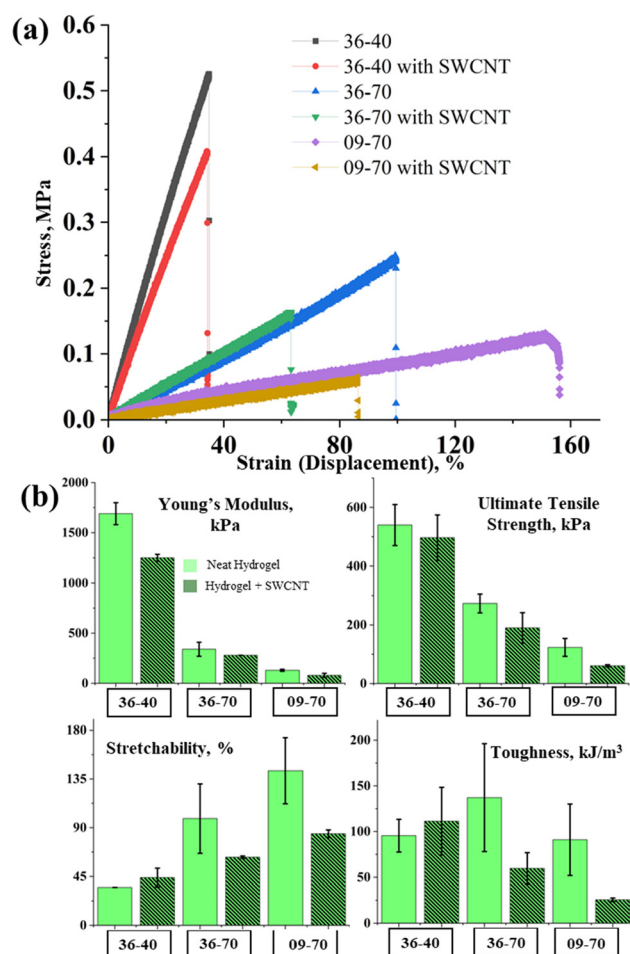 (a)
0.6
0.5
0.4
0.3
0.2
0.1
0.0
Stress, MPa
36-40
36-40 with SWCNT
36-70
36-70 with SWCNT
09-70
09-70 with SWCNT
0 40 80 120 160
Strain (Displacement), %
(b)
Young's Modulus,
kPa
Neat Hydrogel
Hydrogel + SWCNT
1750
1500
1250
1000
750
500
250
0
36-40 36-70 09-70
Ultimate Tensile
Strength, kPa
600
400
200
0
36-40 36-70 09-70
Stretchability, %
180
135
90
45
0
36-40 36-70 09-70
Toughness, kJ/m³
200
150
100
50
0
36-40 36-70 09-70